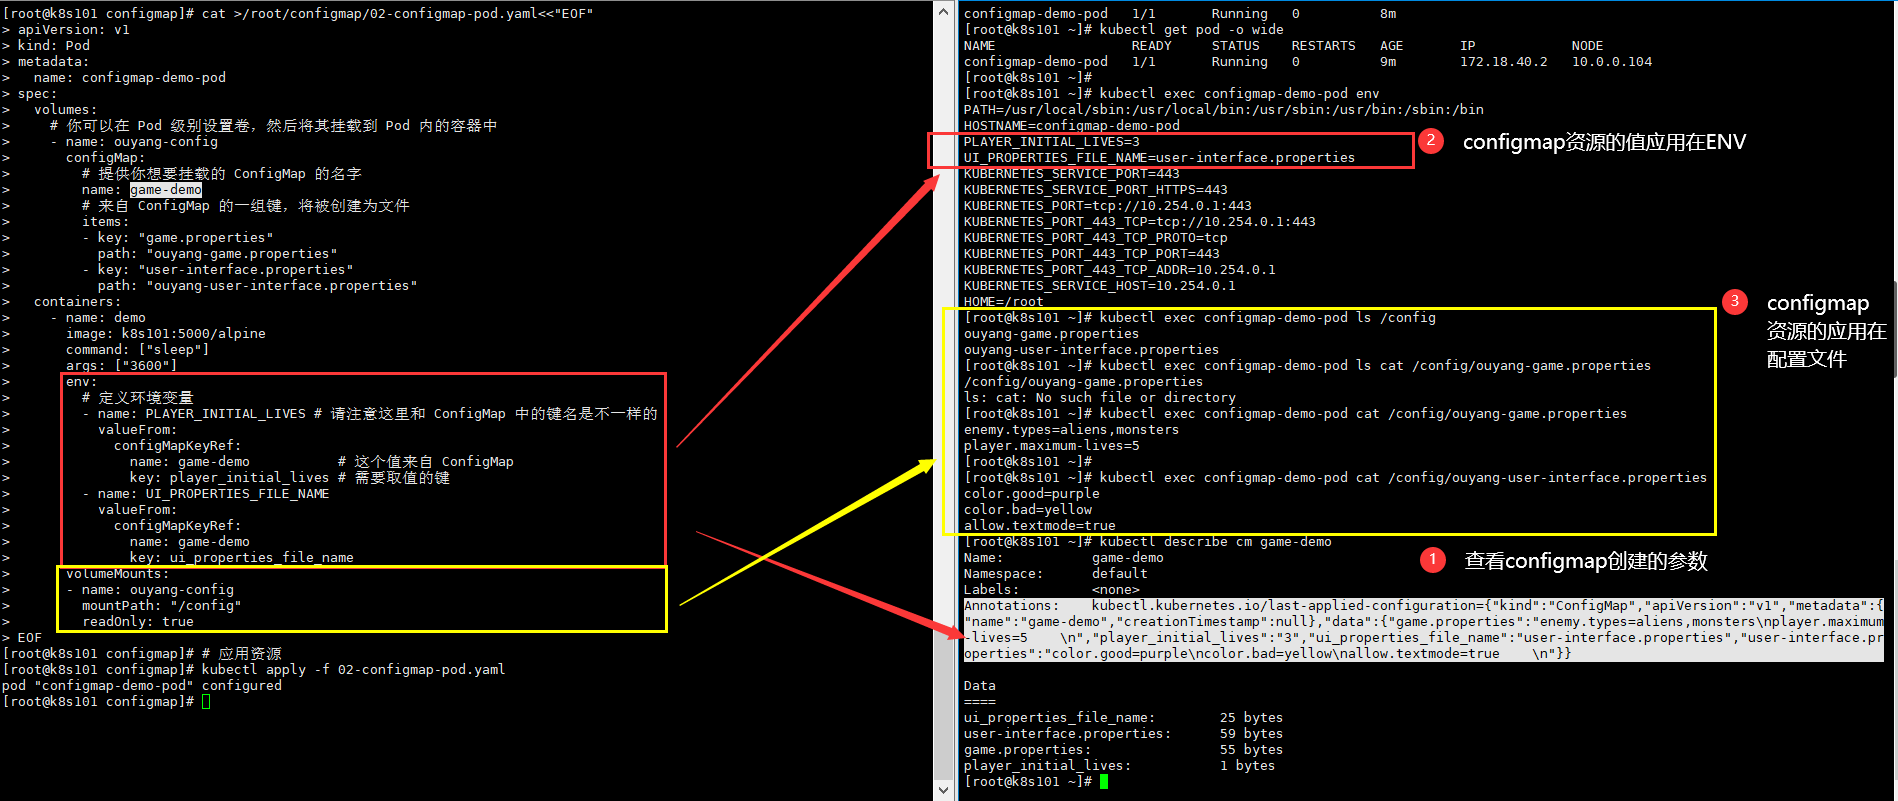 [root@k8s101 configmap]# cat >/root/configmap/02-configmap-pod.yaml<<"EOF"
> apiVersion: v1
> kind: Pod
> metadata:
>   name: configmap-demo-pod
> spec:
>   volumes:
>     # 你可以在 Pod 级别设置卷，然后将其挂载到 Pod 内的容器中
>     - name: ouyang-config
>       configMap:
>         # 提供你想要挂载的 ConfigMap 的名字
>         name: game-demo
>         # 来自 ConfigMap 的一组键，将被创建为文件
>         items:
>         - key: "game.properties"
>           path: "ouyang-game.properties"
>         - key: "user-interface.properties"
>           path: "ouyang-user-interface.properties"
>   containers:
>     - name: demo
>       image: k8s101:5000/alpine
>       command: ["sleep"]
>       args: ["3600"]
>       env:
>         # 定义环境变量
>         - name: PLAYER_INITIAL_LIVES # 请注意这里和 ConfigMap 中的键名是不一样的
>           valueFrom:
>             configMapKeyRef:
>               name: game-demo           # 这个值来自 ConfigMap
>               key: player_initial_lives # 需要取值的键
>         - name: UI_PROPERTIES_FILE_NAME
>           valueFrom:
>             configMapKeyRef:
>               name: game-demo
>               key: ui_properties_file_name
>       volumeMounts:
>       - name: ouyang-config
>         mountPath: "/config"
>         readOnly: true
> EOF
[root@k8s101 configmap]# # 应用资源
[root@k8s101 configmap]# kubectl apply -f 02-configmap-pod.yaml
pod "configmap-demo-pod" configured
[root@k8s101 configmap]#
configmap-demo-pod   1/1       Running   0          8m
[root@k8s101 ~]# kubectl get pod -o wide
NAME                 READY     STATUS    RESTARTS   AGE       IP            NODE
configmap-demo-pod   1/1       Running   0          9m        172.18.40.2   10.0.0.104
[root@k8s101 ~]#
[root@k8s101 ~]# kubectl exec configmap-demo-pod env
PATH=/usr/local/sbin:/usr/local/bin:/usr/sbin:/usr/bin:/sbin:/bin
HOSTNAME=configmap-demo-pod
PLAYER_INITIAL_LIVES=3
UI_PROPERTIES_FILE_NAME=user-interface.properties
2 configmap资源的值应用在ENV
KUBERNETES_SERVICE_PORT=443
KUBERNETES_SERVICE_PORT_HTTPS=443
KUBERNETES_PORT=tcp://10.254.0.1:443
KUBERNETES_PORT_443_TCP=tcp://10.254.0.1:443
KUBERNETES_PORT_443_TCP_PROTO=tcp
KUBERNETES_PORT_443_TCP_PORT=443
KUBERNETES_PORT_443_TCP_ADDR=10.254.0.1
KUBERNETES_SERVICE_HOST=10.254.0.1
HOME=/root
[root@k8s101 ~]# kubectl exec configmap-demo-pod ls /config
ouyang-game.properties
ouyang-user-interface.properties
[root@k8s101 ~]# kubectl exec configmap-demo-pod ls cat /config/ouyang-game.properties
/config/ouyang-game.properties
ls: cat: No such file or directory
[root@k8s101 ~]# kubectl exec configmap-demo-pod cat /config/ouyang-game.properties
enemy.types=aliens,monsters
player.maximum-lives=5
[root@k8s101 ~]#
[root@k8s101 ~]# kubectl exec configmap-demo-pod cat /config/ouyang-user-interface.properties
color.good=purple
color.bad=yellow
allow.textmode=true
3 configmap
资源的应用在
配置文件
[root@k8s101 ~]# kubectl describe cm game-demo
Name:           game-demo
Namespace:      default
Labels:         <none>
1 查看configmap创建的参数
Annotations:    kubectl.kubernetes.io/last-applied-configuration={"kind":"ConfigMap","apiVersion":"v1","metadata":{
"name":"game-demo","creationTimestamp":null},"data":{"game.properties":"enemy.types=aliens,monsters\nplayer.maximum
-lives=5    \n","player_initial_lives":"3","ui_properties_file_name":"user-interface.properties","user-interface.pr
operties":"color.good=purple\ncolor.bad=yellow\nallow.textmode=true    \n"}}
Data
====
ui_properties_file_name:        25 bytes
user-interface.properties:      59 bytes
game.properties:                55 bytes
player_initial_lives:           1 bytes
[root@k8s101 ~]#